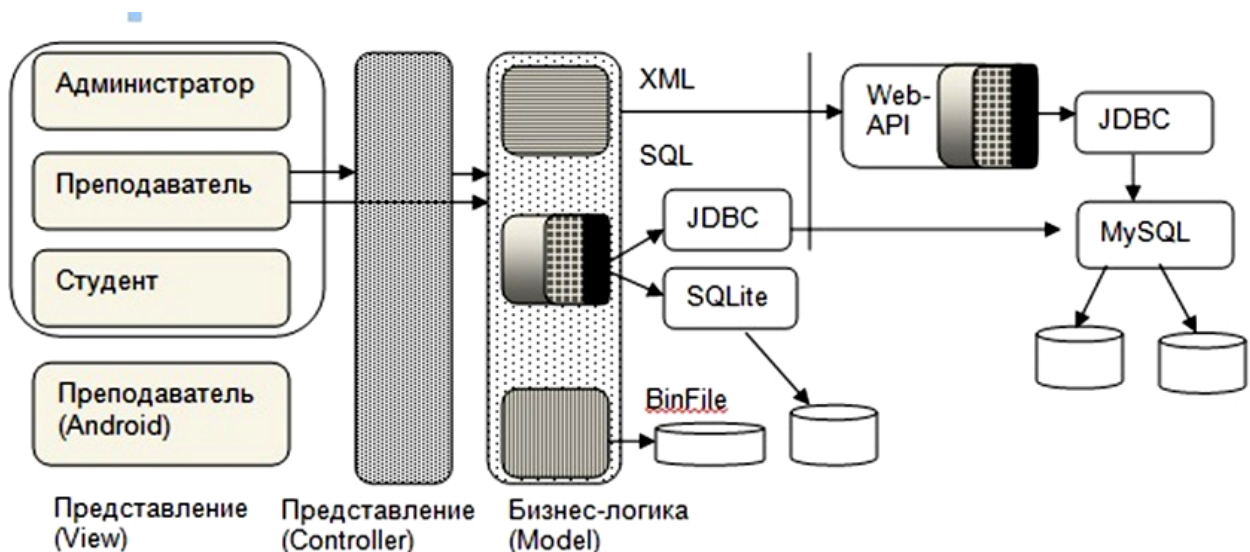 Администратор
Преподаватель
Студент
Преподаватель
(Android)
Представление
(View)
Представление
(Controller)
Бизнес-логика
(Model)
XML
SQL
JDBC
SQLite
BinFile
Web-
API
JDBC
MySQL